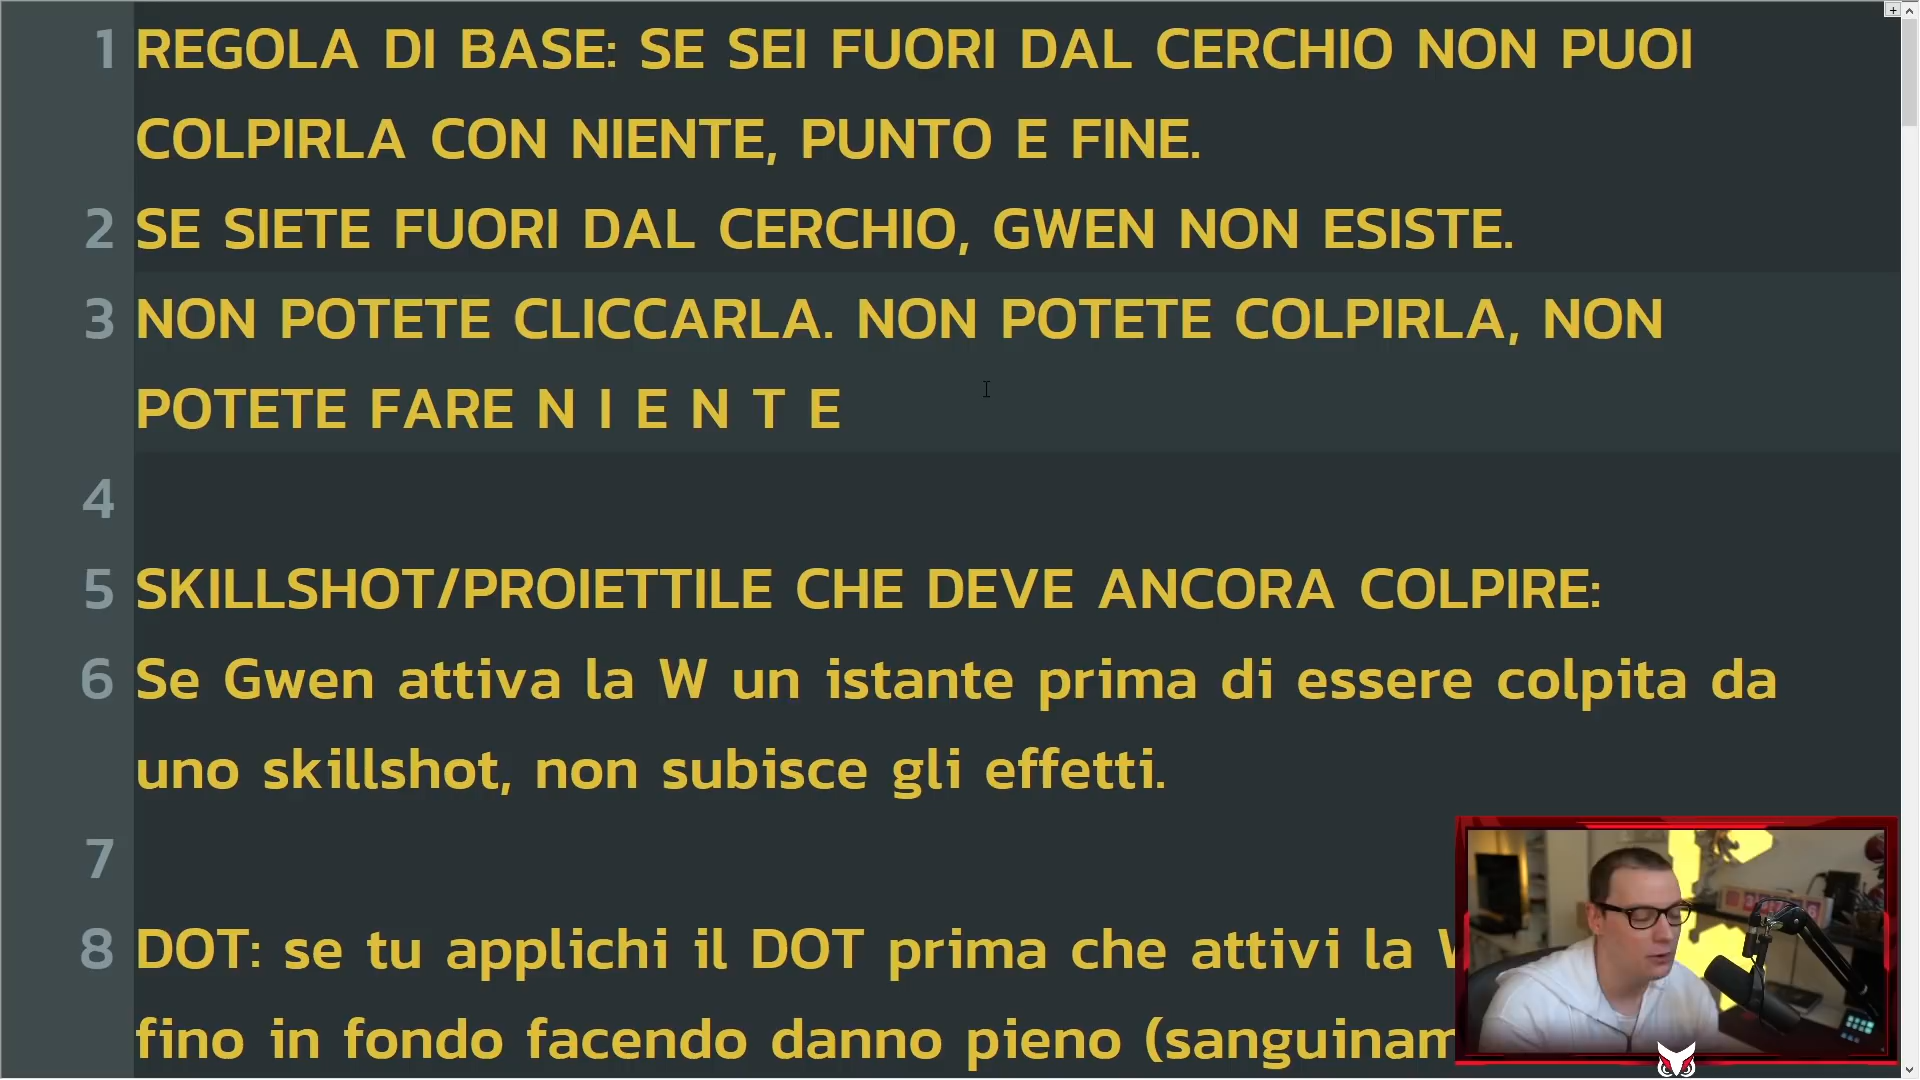 1 REGOLA DI BASE: SE SEI FUORI DAL CERCHIO NON PUOI
COLPIRLA CON NIENTE, PUNTO E FINE.
2 SE SIETE FUORI DAL CERCHIO, GWEN NON ESISTE.
3 NON POTETE CLICCARLA. NON POTETE COLPIRLA, NON
POTETE FARE N I E N T E
4
5 SKILLSHOT/PROIETTILE CHE DEVE ANCORA COLPIRE:
6 Se Gwen attiva la W un istante prima di essere colpita da
uno skillshot, non subisce gli effetti.
7
8 DOT: se tu applichi il DOT prima che attivi la
fino in fondo facendo danno pieno